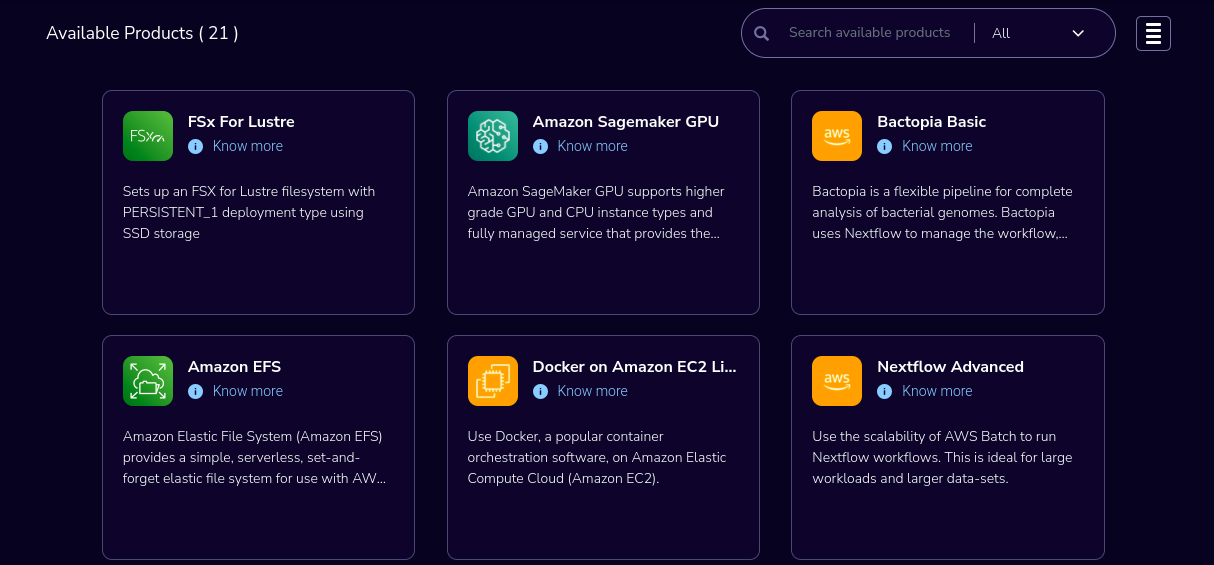 Available Products ( 21 )
Search available products
All
FSx
FSx For Lustre
Know more
Sets up an FSX for Lustre filesystem with
PERSISTENT_1 deployment type using
SSD storage
Amazon Sagemaker GPU
Know more
Amazon SageMaker GPU supports higher
grade GPU and CPU instance types and
fully managed service that provides the...
aws
Bactopia Basic
Know more
Bactopia is a flexible pipeline for complete
analysis of bacterial genomes. Bactopia
uses Nextflow to manage the workflow,...
Amazon EFS
Know more
Amazon Elastic File System (Amazon EFS)
provides a simple, serverless, set-and-
forget elastic file system for use with AW...
Docker on Amazon EC2 Li...
Know more
Use Docker, a popular container
orchestration software, on Amazon Elastic
Compute Cloud (Amazon EC2).
aws
Nextflow Advanced
Know more
Use the scalability of AWS Batch to run
Nextflow workflows. This is ideal for large
workloads and larger data-sets.